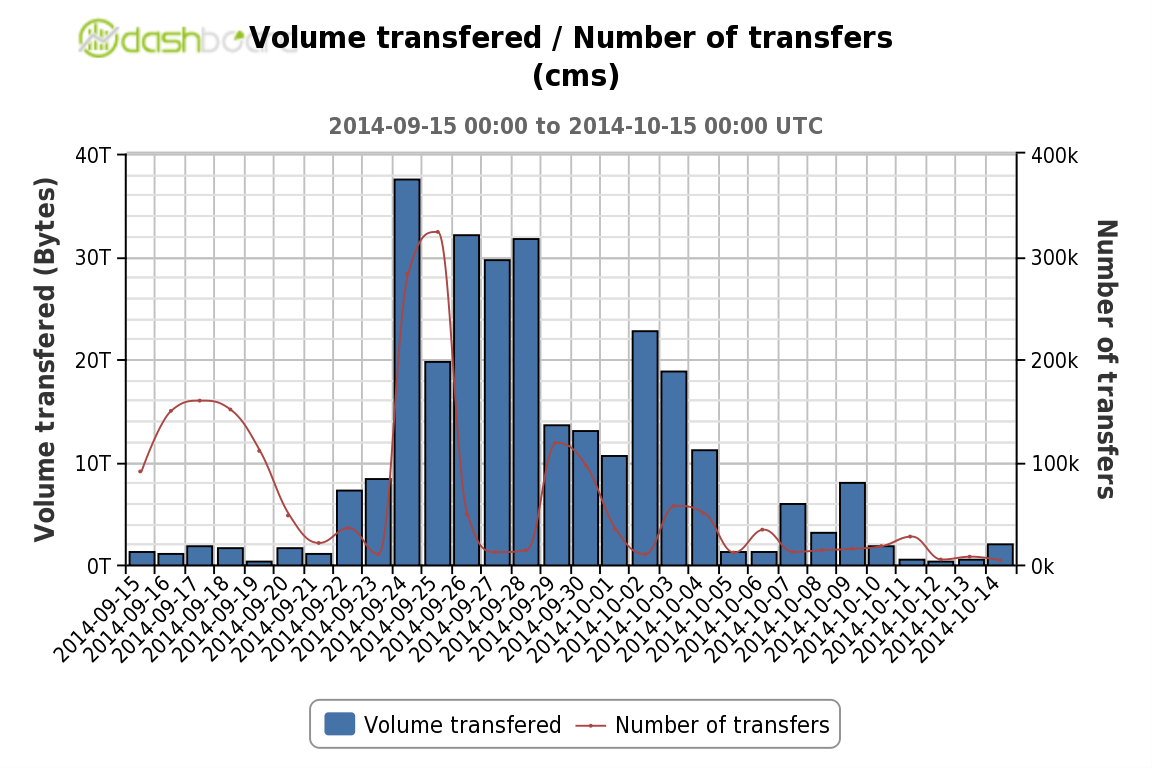 dashboard
Volume transfered / Number of transfers
(cms)
2014-09-15 00:00 to 2014-10-15 00:00 UTC
Volume transfered (Bytes)
40T
30T
20T
10T
0T
400k
300k
200k
100k
0k
Number of transfers
2014-09-15
2014-09-16
2014-09-17
2014-09-18
2014-09-19
2014-09-20
2014-09-21
2014-09-22
2014-09-23
2014-09-24
2014-09-25
2014-09-26
2014-09-27
2014-09-28
2014-09-29
2014-09-30
2014-10-01
2014-10-02
2014-10-03
2014-10-04
2014-10-05
2014-10-06
2014-10-07
2014-10-08
2014-10-09
2014-10-10
2014-10-11
2014-10-12
2014-10-13
2014-10-14
Volume transfered
Number of transfers